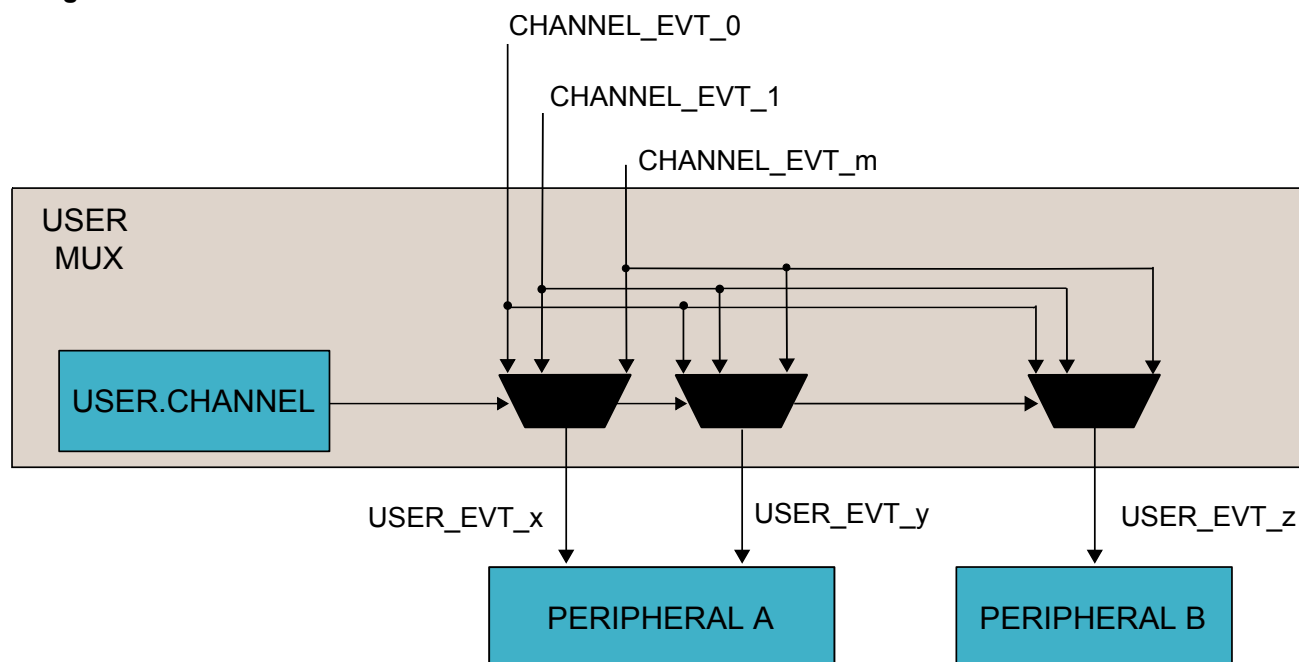 CHANNEL_EVT_0
CHANNEL_EVT_1
CHANNEL_EVT_m
USER
MUX
USER.CHANNEL
USER_EVT_x
USER_EVT_y
USER_EVT_z
PERIPHERAL A
PERIPHERAL B